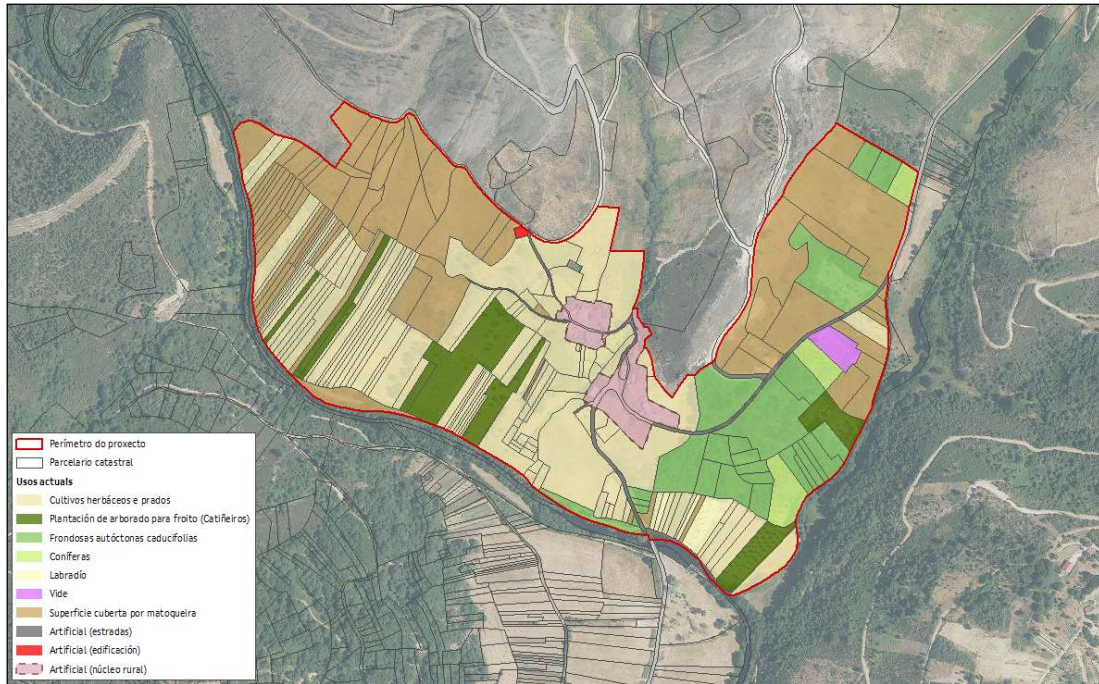 Perímetro do proxecto
Parcelario catastral
Usos actuais
Cultivos herbáceos e prados
Plantación de arborado para froito (Catiñeiros)
Frondosas autóctonas caducifolias
Coníferas
Labradío
Vide
Superficie cuberta por matoqueira
Artificial (estradas)
Artificial (edificación)
Artificial (núcleo rural)